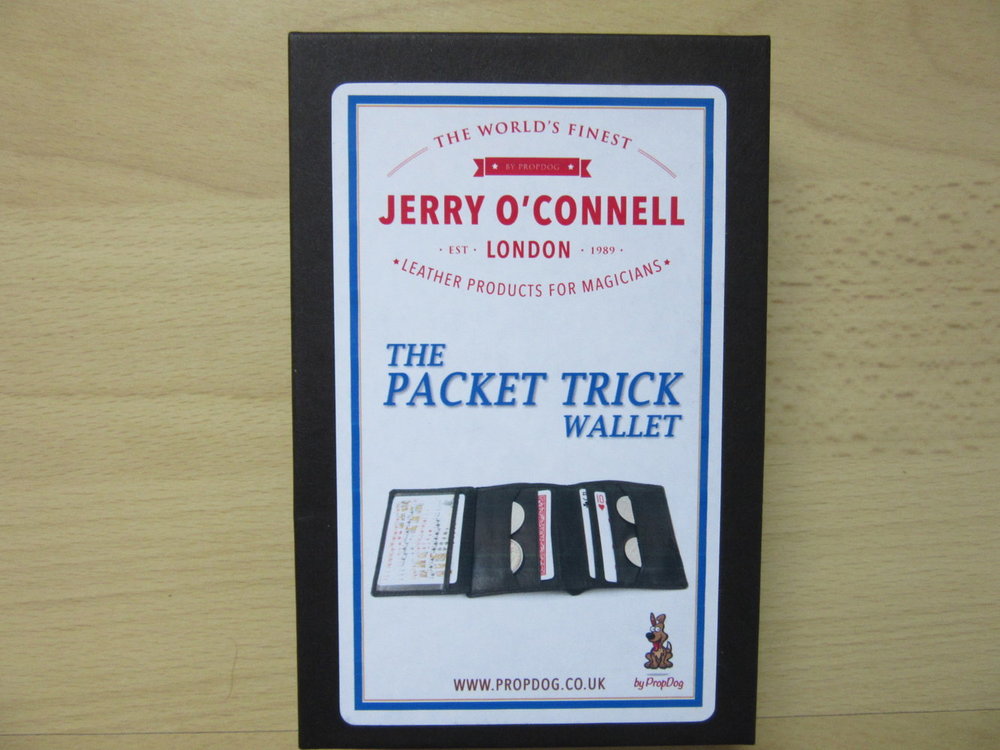 THE WORLD'S FINEST
BY PROPDOG
JERRY O'CONNELL
· EST · LONDON · 1989 ·
★LEATHER PRODUCTS FOR MAGICIANS★
THE
PACKET TRICK
WALLET
10
by PropDog
WWW.PROPDOG.CO.UK